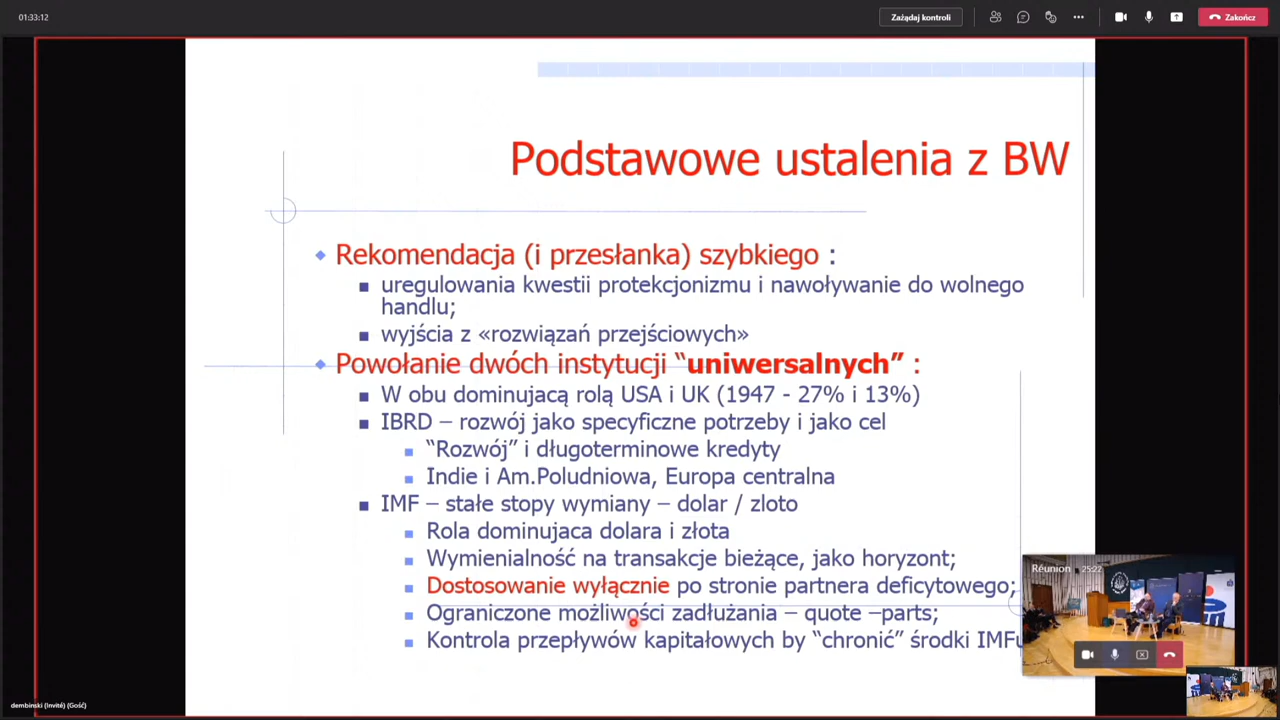 01:33:12
Zażądaj kontroli
Zakończ
Podstawowe ustalenia z BW
Rekomendacja (i przesłanka) szybkiego :
uregulowania kwestii protekcjonizmu i nawoływanie do wolnego
handlu;
wyjścia z «rozwiązań przejściowych»
Powołanie dwóch instytucji “uniwersalnych” :
W obu dominujacą rolą USA i UK (1947 - 27% i 13%)
IBRD – rozwój jako specyficzne potrzeby i jako cel
“Rozwój” i długoterminowe kredyty
Indie i Am.Poludniowa, Europa centralna
IMF – stałe stopy wymiany – dolar / zloto
Rola dominujaca dolara i złota
Wymienialność na transakcje bieżące, jako horyzont;
Dostosowanie wyłącznie po stronie partnera deficytowego;
Ograniczone możliwości zadłużania – quote –parts;
Kontrola przepływów kapitałowych by “chronić” środki IMFu
Réunion 25:22
dembinski (Invité) (Gość)